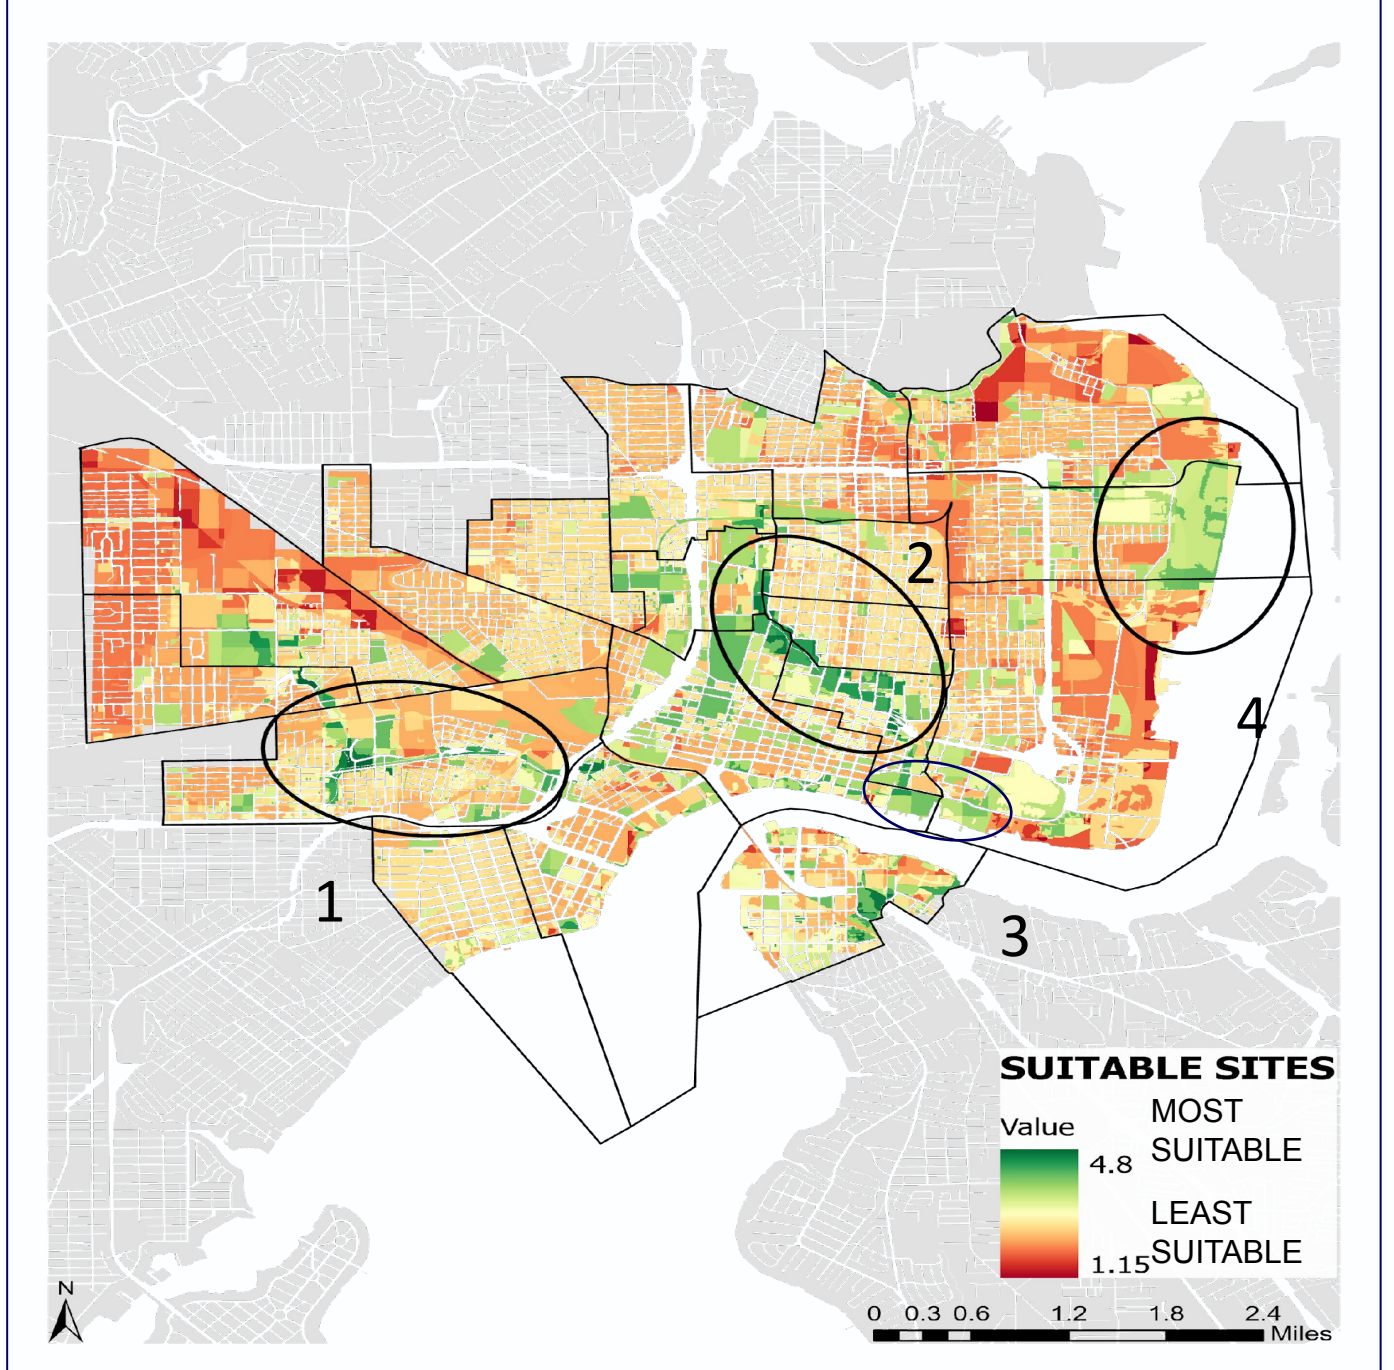 2
4
1
3
SUITABLE SITES
MOST
SUITABLE
Value
4.8
LEAST
SUITABLE
1.15
N
0 0.3 0.6 1.2 1.8 2.4
Miles